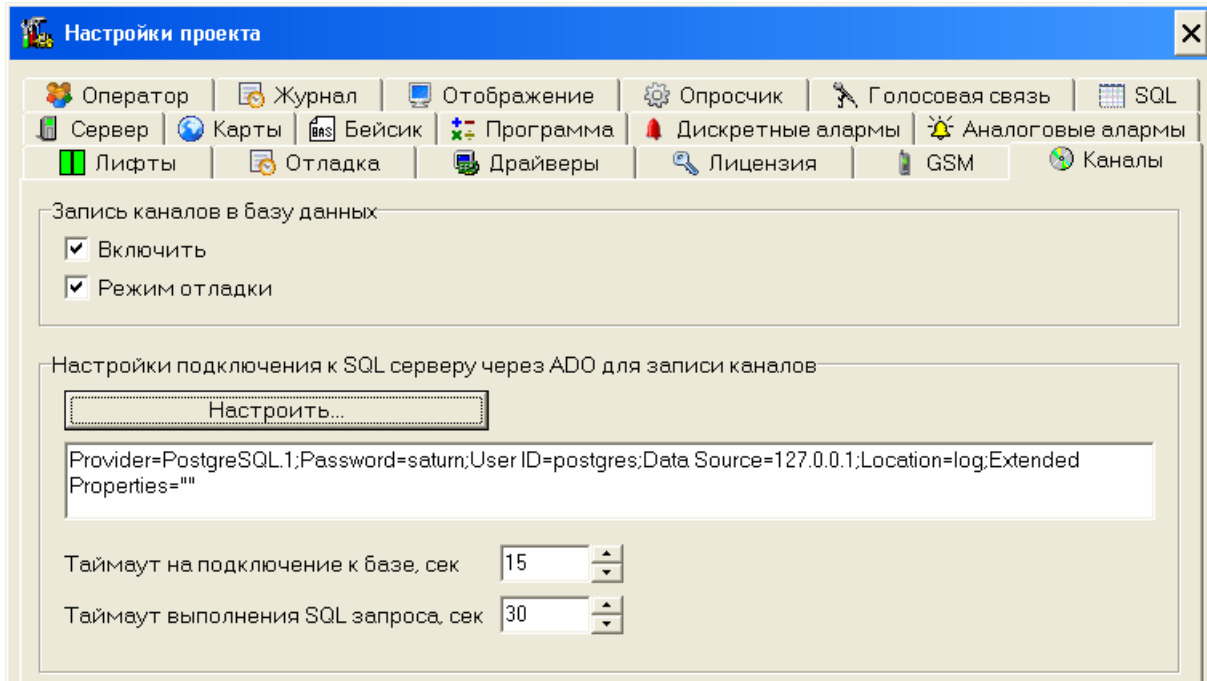 Настройки проекта
Оператор Журнал Отображение Опросчик Голосовая связь SQL
Сервер Карты BAS Бейсик Программа Дискретные алармы Аналоговые алармы
Лифты Отладка Драйверы Лицензия GSM Каналы
Запись каналов в базу данных
Включить
Режим отладки
Настройки подключения к SQL серверу через ADO для записи каналов
Настроить...
Provider=PostgreSQL.1;Password=saturn;User ID=postgres;Data Source=127.0.0.1;Location=log;Extended
Properties=""
Таймаут на подключение к базе, сек 15
Таймаут выполнения SQL запроса, сек 30